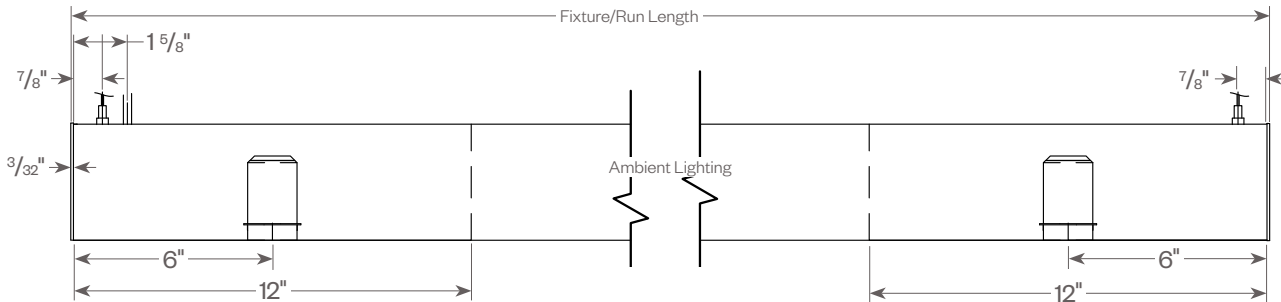 Fixture/Run Length
1 5/8"
7/8" 7/8"
3/32" Ambient Lighting
6" 6"
12" 12"